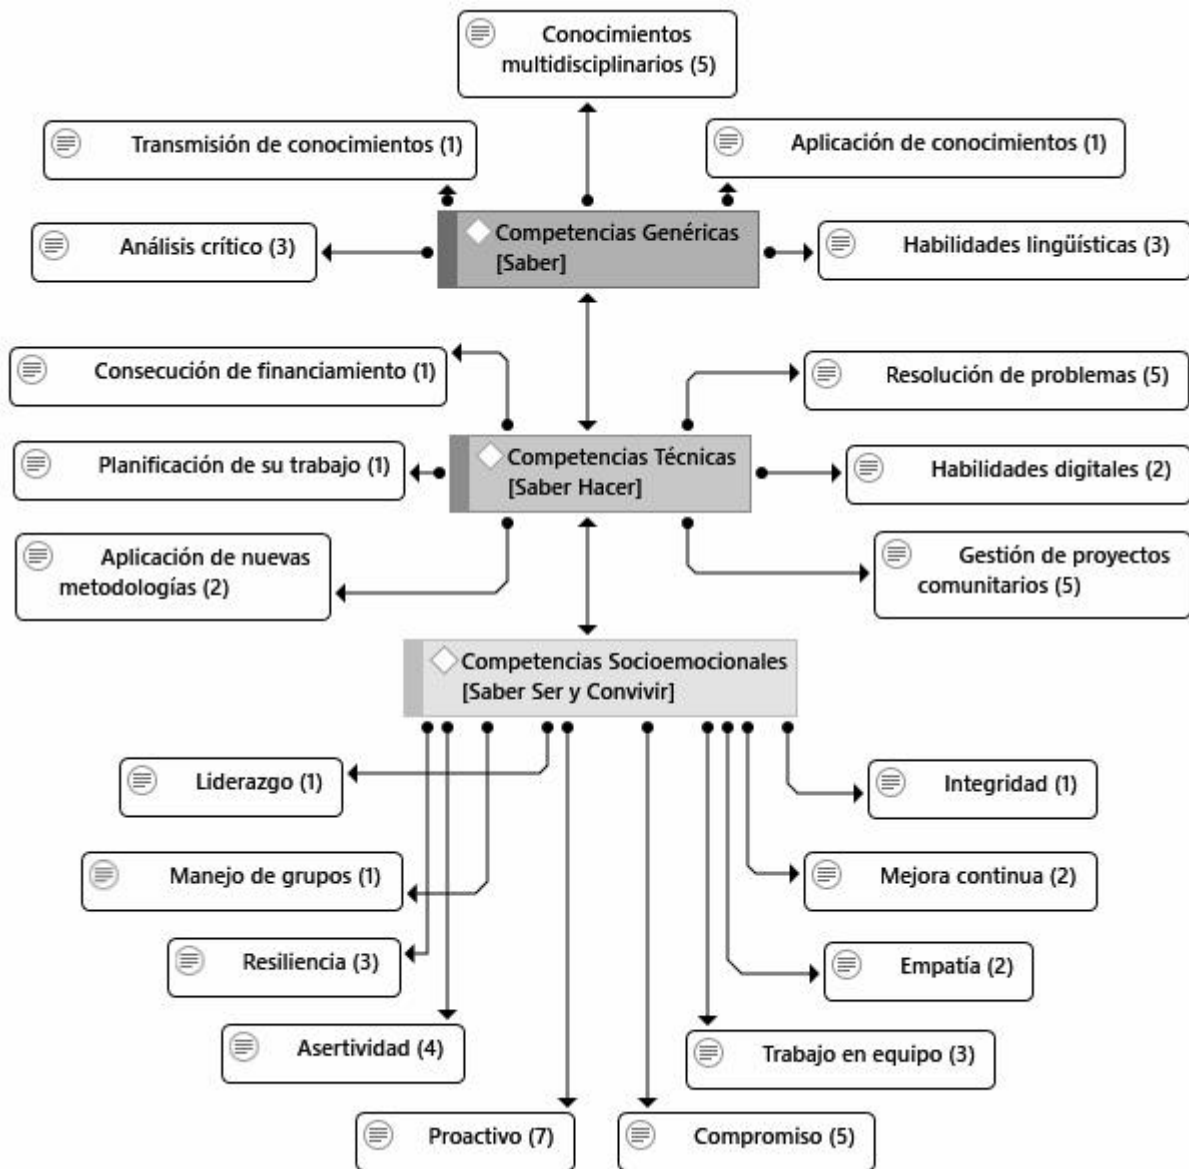 Conocimientos
multidisciplinarios (5)
Transmisión de conocimientos (1)
Aplicación de conocimientos (1)
Competencias Genéricas
[Saber]
Análisis crítico (3)
Habilidades lingüísticas (3)
Consecución de financiamiento (1)
Resolución de problemas (5)
Competencias Técnicas
[Saber Hacer]
Planificación de su trabajo (1)
Habilidades digitales (2)
Aplicación de nuevas
metodologías (2)
Gestión de proyectos
comunitarios (5)
Competencias Socioemocionales
[Saber Ser y Convivir]
Liderazgo (1)
Integridad (1)
Manejo de grupos (1)
Mejora continua (2)
Resiliencia (3)
Empatía (2)
Asertividad (4)
Trabajo en equipo (3)
Proactivo (7)
Compromiso (5)